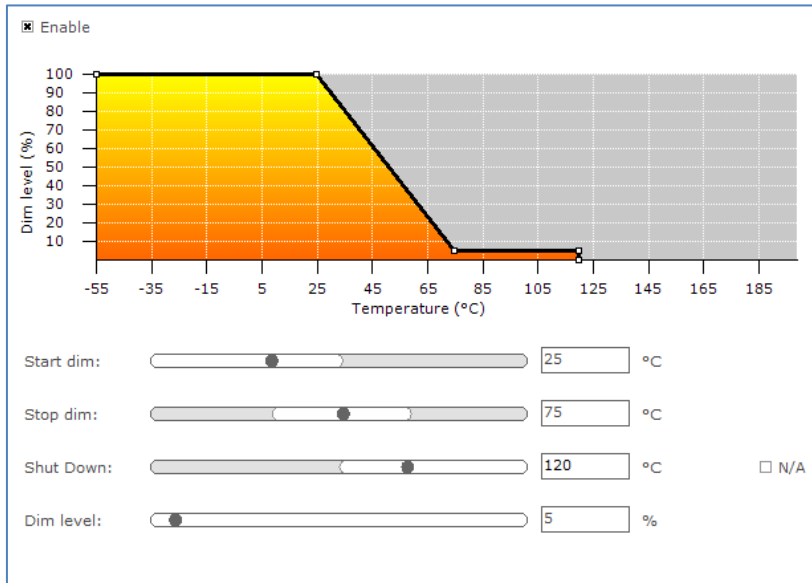 Enable
100
90
80
70
60
50
40
30
20
10
Dim level (%)
-55 -35 -15 5 25 45 65 85 105 125 145 165 185
Temperature (°C)
Start dim: 25 °C
Stop dim: 75 °C
Shut Down: 120 °C N/A
Dim level: 5 %